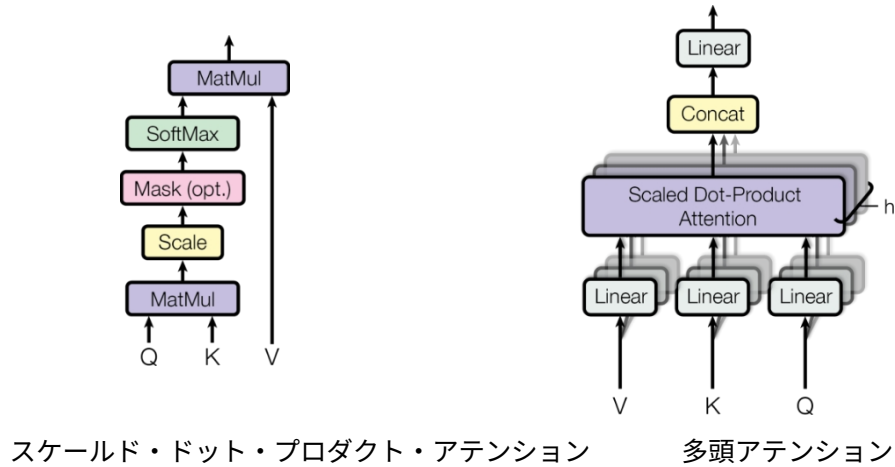 MatMul
SoftMax
Mask (opt.)
Scale
MatMul
Q K V
Linear
Concat
Scaled Dot-Product
Attention
h
Linear Linear Linear
V K Q
スケールド・ドット・プロダクト・アテンション
多頭アテンション